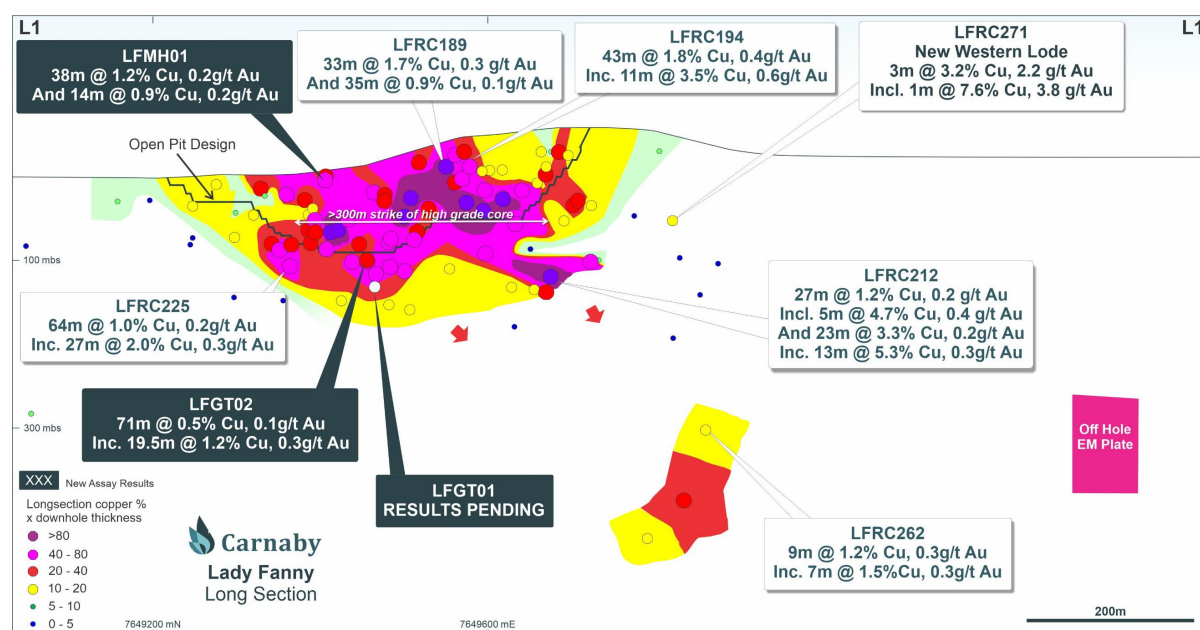 L1
L1
LFMH01
38m @ 1.2% Cu, 0.2g/t Au
And 14m @ 0.9% Cu, 0.2g/t Au
LFRC189
33m @ 1.7% Cu, 0.3 g/t Au
And 35m @ 0.9% Cu, 0.1g/t Au
LFRC194
43m @ 1.8% Cu, 0.4g/t Au
Inc. 11m @ 3.5% Cu, 0.6g/t Au
LFRC271
New Western Lode
3m @ 3.2% Cu, 2.2 g/t Au
Incl. 1m @ 7.6% Cu, 3.8 g/t Au
Open Pit Design
>300m strike of high grade core
100 mbs
LFRC225
64m @ 1.0% Cu, 0.2g/t Au
Inc. 27m @ 2.0% Cu, 0.3g/t Au
LFRC212
27m @ 1.2% Cu, 0.2 g/t Au
Incl. 5m @ 4.7% Cu, 0.4 g/t Au
And 23m @ 3.3% Cu, 0.2g/t Au
Inc. 13m @ 5.3% Cu, 0.3g/t Au
LFGT02
71m @ 0.5% Cu, 0.1g/t Au
Inc. 19.5m @ 1.2% Cu, 0.3g/t Au
300 mbs
Off Hole
EM Plate
LFGT01
RESULTS PENDING
XXX New Assay Results
Longsection copper %
x downhole thickness
>80
40 - 80
20 - 40
10 - 20
5 - 10
0 - 5
Carnaby
Lady Fanny
Long Section
LFRC262
9m @ 1.2% Cu, 0.3g/t Au
Inc. 7m @ 1.5%Cu, 0.3g/t Au
200m
7649200 mN
7649600 mE